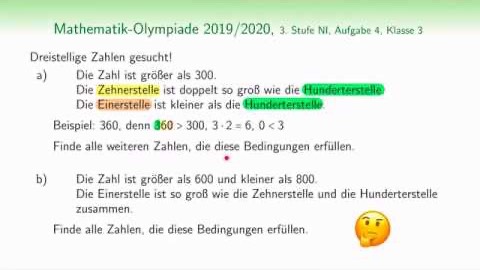 Mathematik-Olympiade 2019/2020, 3. Stufe NI, Aufgabe 4, Klasse 3
Dreistellige Zahlen gesucht!
a) Die Zahl ist größer als 300.
Die Zehnerstelle ist doppelt so groß wie die Hunderterstelle.
Die Einerstelle ist kleiner als die Hunderterstelle.
Beispiel: 360, denn 360 > 300, 3 · 2 = 6, 0 < 3
Finde alle weiteren Zahlen, die diese Bedingungen erfüllen.
b) Die Zahl ist größer als 600 und kleiner als 800.
Die Einerstelle ist so groß wie die Zehnerstelle und die Hunderterstelle
zusammen.
Finde alle Zahlen, die diese Bedingungen erfüllen.